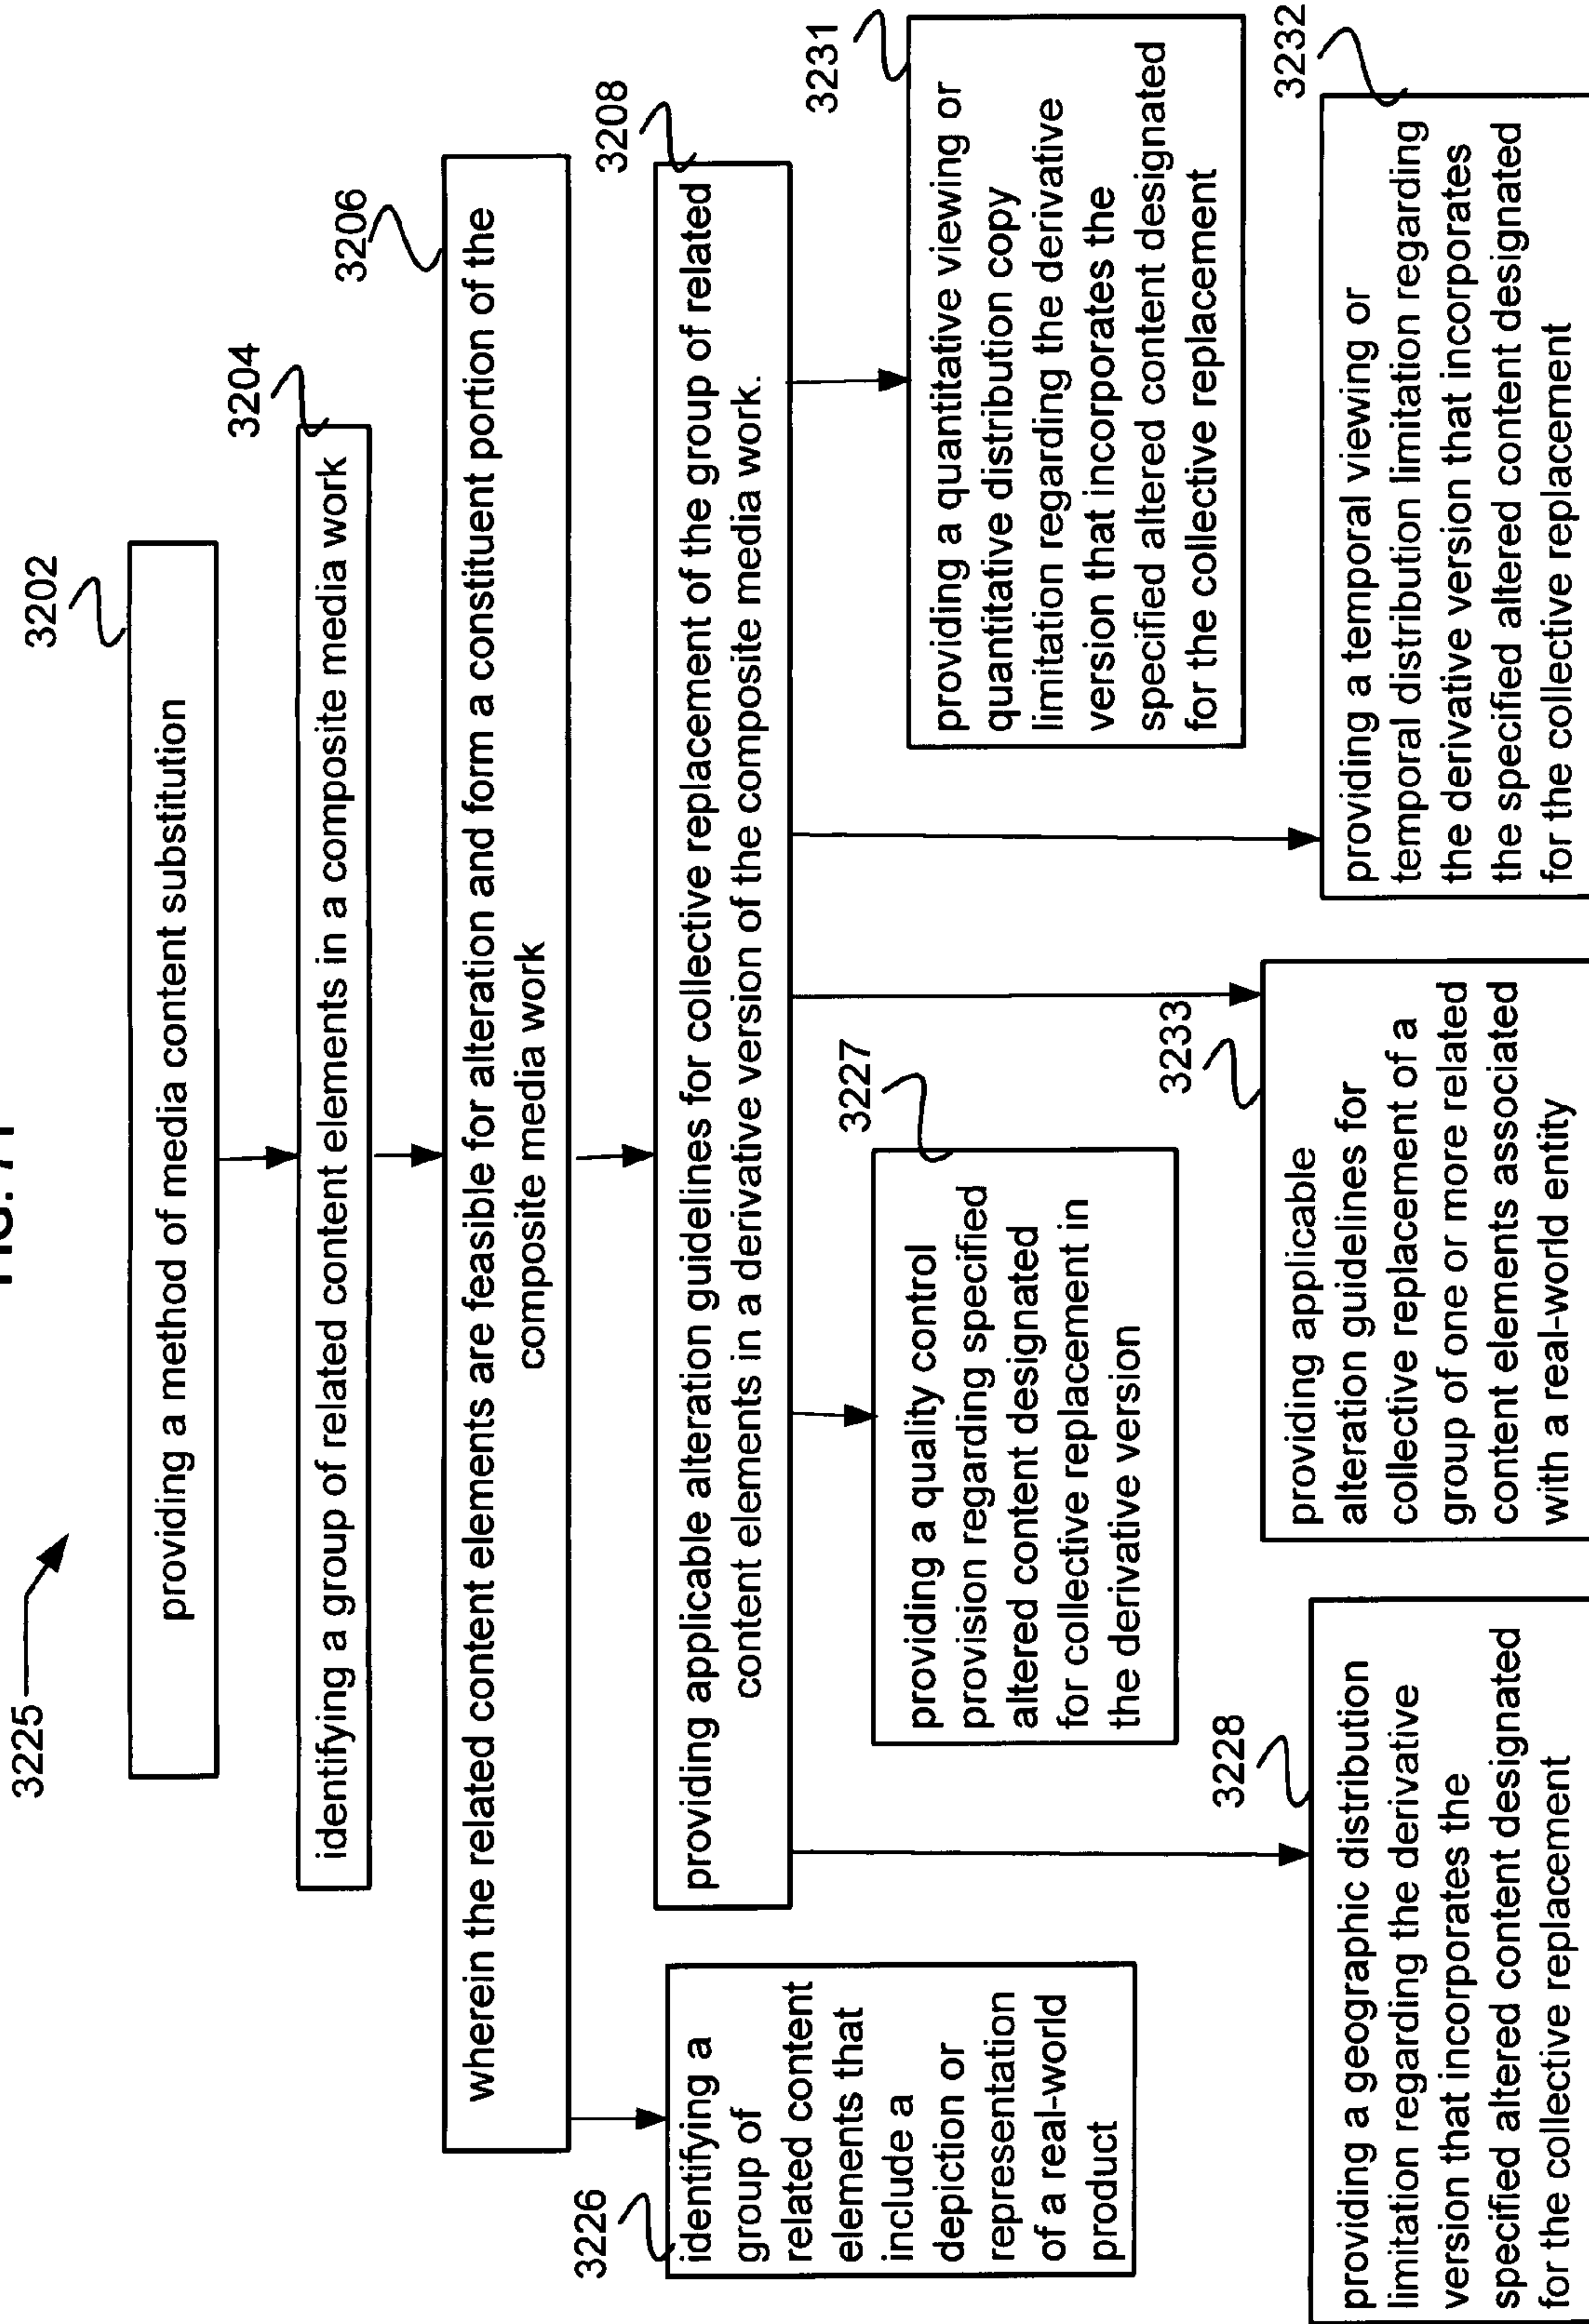 3225
3202
providing a method of media content substitution
3204
identifying a group of related content elements in a composite media work
3206
wherein the related content elements are feasible for alteration and form a constituent portion of the
composite media work
3208
providing applicable alteration guidelines for collective replacement of the group of related
content elements in a derivative version of the composite media work.
3226
identifying a
group of
related content
elements that
include a
depiction or
representation
of a real-world
product
3227
providing a quality control
provision regarding specified
altered content designated
for collective replacement in
the derivative version
3231
providing a quantitative viewing or
quantitative distribution copy
limitation regarding the derivative
version that incorporates the
specified altered content designated
for the collective replacement
3228
providing a geographic distribution
limitation regarding the derivative
version that incorporates the
specified altered content designated
for the collective replacement
3233
providing applicable
alteration guidelines for
collective replacement of a
group of one or more related
content elements associated
with a real-world entity
3232
providing a temporal viewing or
temporal distribution limitation regarding
the derivative version that incorporates
the specified altered content designated
for the collective replacement